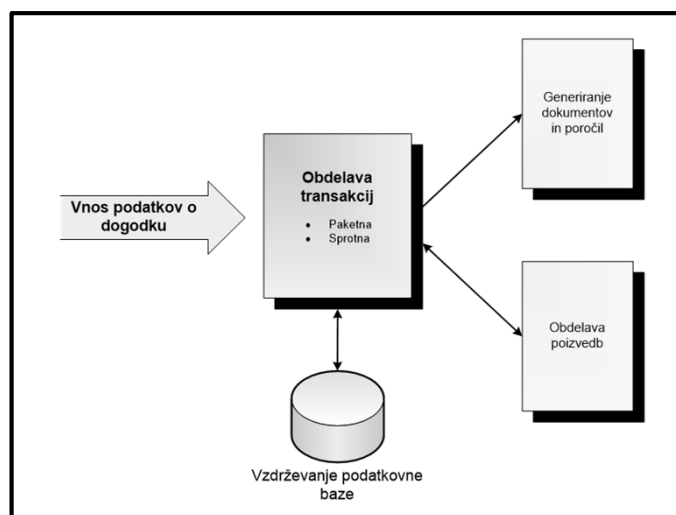 Vnos podatkov o
dogodku
Obdelava
transakcij
• Paketna
• Sprotna
Generiranje
dokumentov
in poročil
Obdelava
poizvedb
Vzdrževanje podatkovne
baze